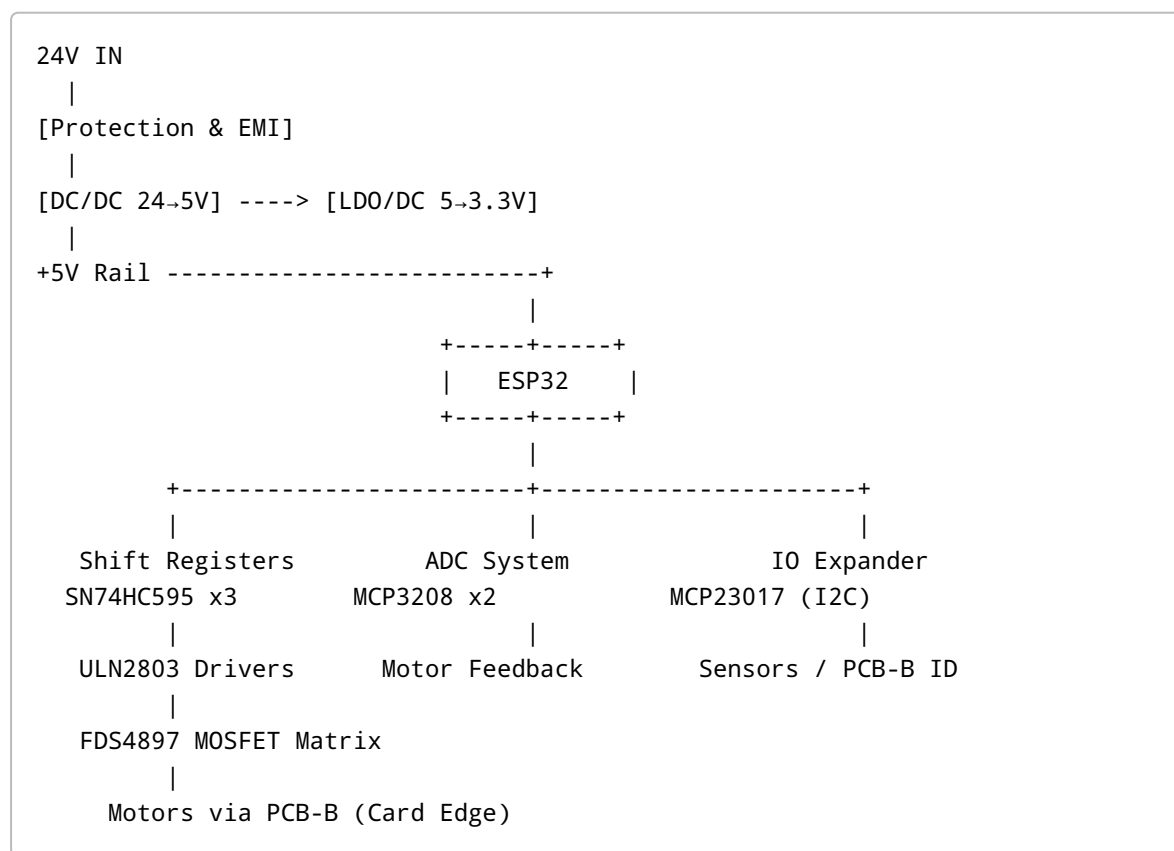 24V IN
|
[Protection & EMI]
|
[DC/DC 24→5V] ----> [LDO/DC 5→3.3V]
|
+5V Rail --------------------------+
|
+-----+-----+
| ESP32 |
+-----+-----+
|
+------------------------+----------------------+
| | |
Shift Registers ADC System IO Expander
SN74HC595 x3 MCP3208 x2 MCP23017 (I2C)
| | |
ULN2803 Drivers Motor Feedback Sensors / PCB-B ID
|
FDS4897 MOSFET Matrix
|
Motors via PCB-B (Card Edge)